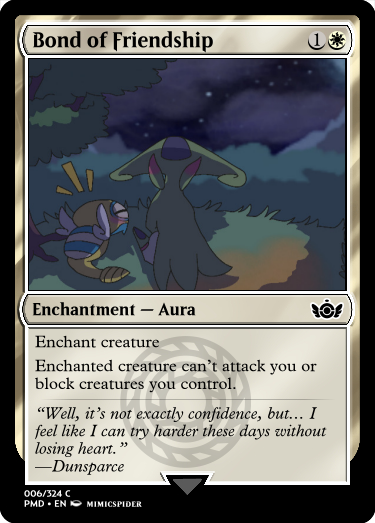 Bond of Friendship 1
Enchantment — Aura
Enchant creature
Enchanted creature can't attack you or
block creatures you control.
“Well, it's not exactly confidence, but… I
feel like I can try harder these days without
losing heart.”
—Dunsparce
006/324 C
PMD • EN MIMICSPIDER